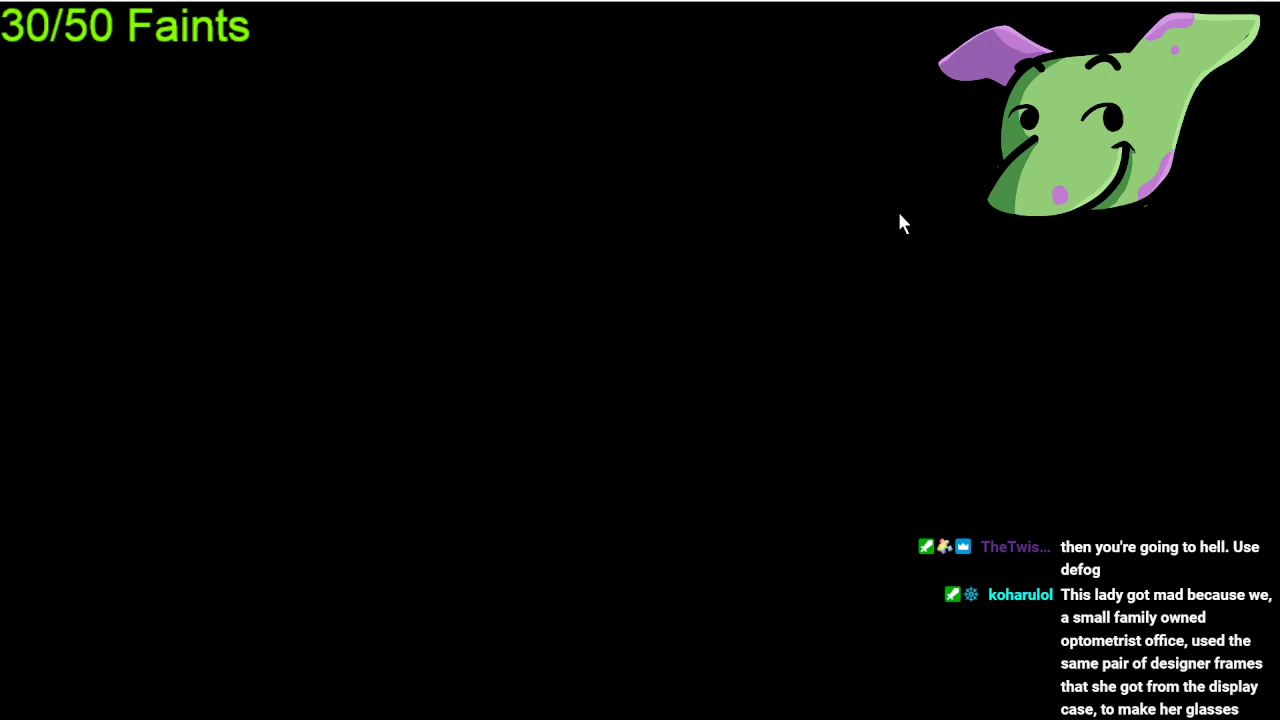 30/50 Faints
TheTwis... then you're going to hell. Use
defog
koharulol This lady got mad because we,
a small family owned
optometrist office, used the
same pair of designer frames
that she got from the display
case, to make her glasses